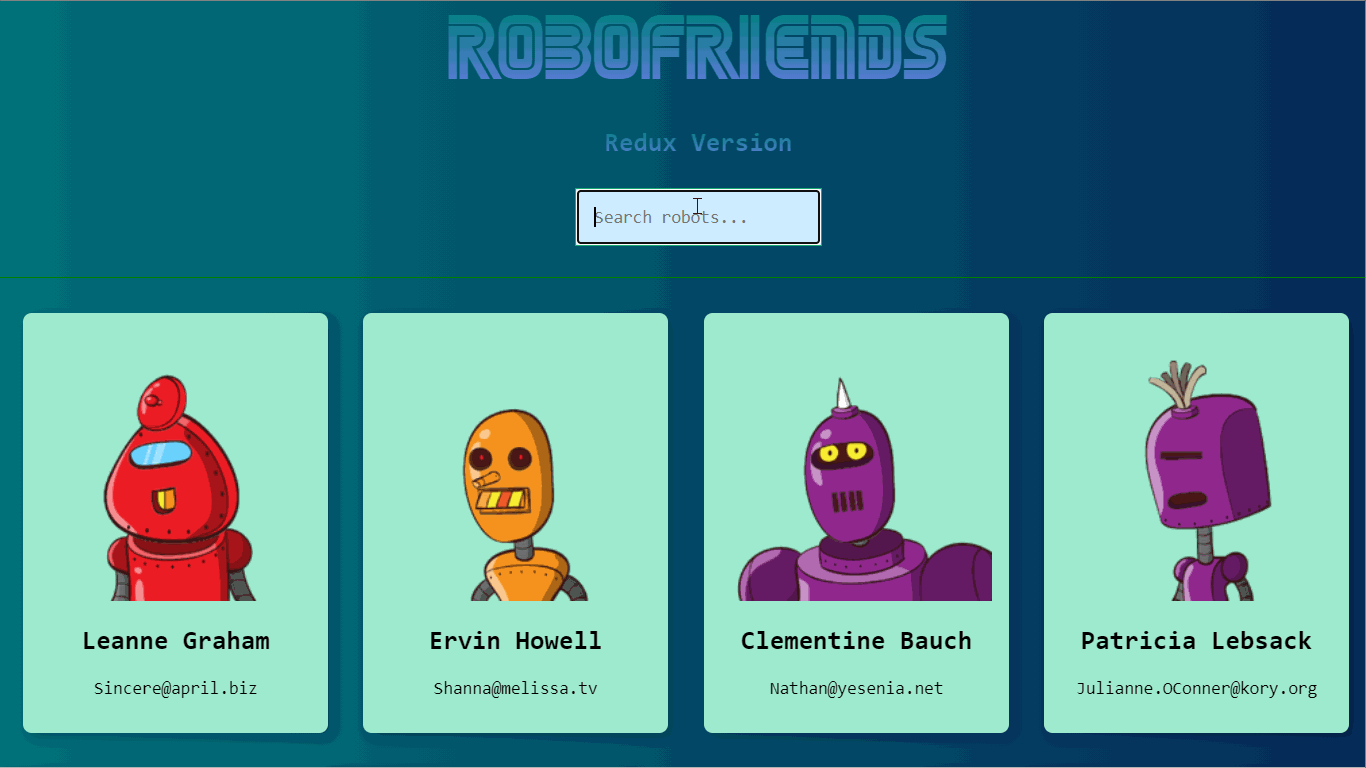 ROBOFRIENDS
Redux Version
Search robots...
Leanne Graham
Sincere@april.biz
Ervin Howell
Shanna@melissa.tv
Clementine Bauch
Nathan@yesenia.net
Patricia Lebsack
Julianne.OConner@kory.org